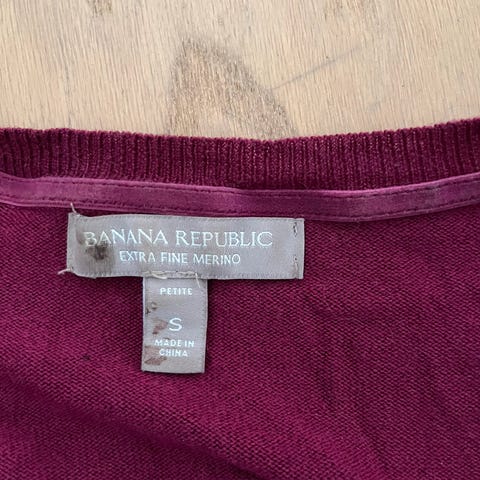 BANANA REPUBLIC
EXTRA FINE MERINO
PETITE
S
MADE IN
CHINA